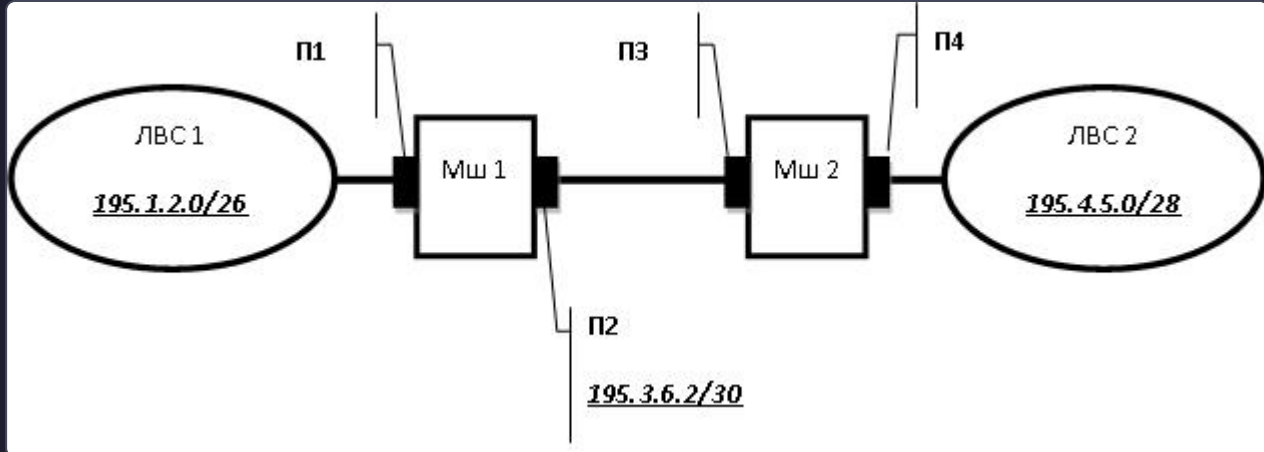 П1
П3
П4
ЛВС 1
195.1.2.0/26
Мш 1
Мш 2
ЛВС 2
195.4.5.0/28
П2
195.3.6.2/30